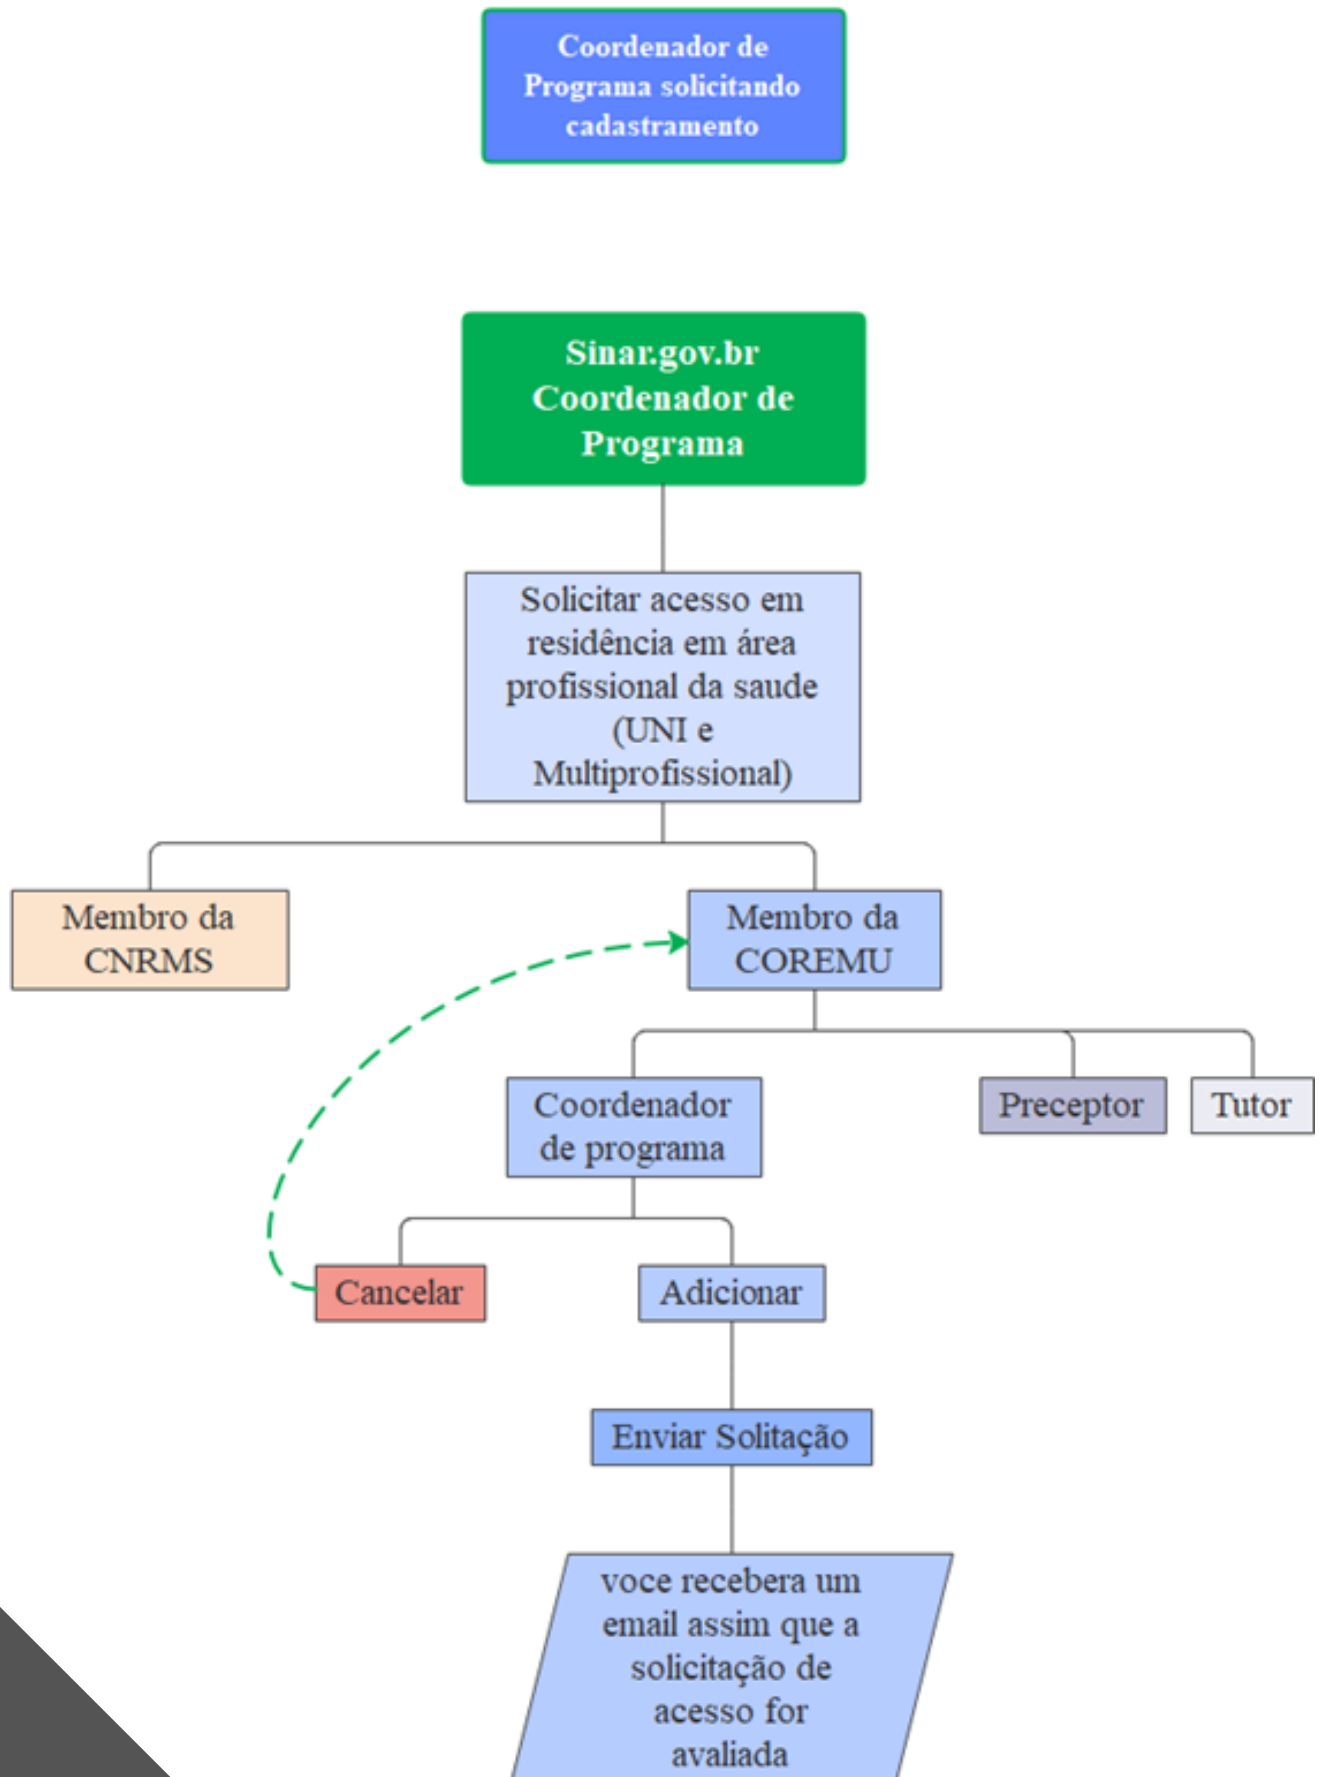 Coordenador de
Programa solicitando
cadastramento
Sinar.gov.br
Coordenador de
Programa
Solicitar acesso em
residência em área
profissional da saude
(UNI e
Multiprofissional)
Membro da
CNRMS
Membro da
COREMU
Coordenador
de programa
Preceptor
Tutor
Cancelar
Adicionar
Enviar Solitação
voce recebera um
email assim que a
solicitação de
acesso for
avaliada